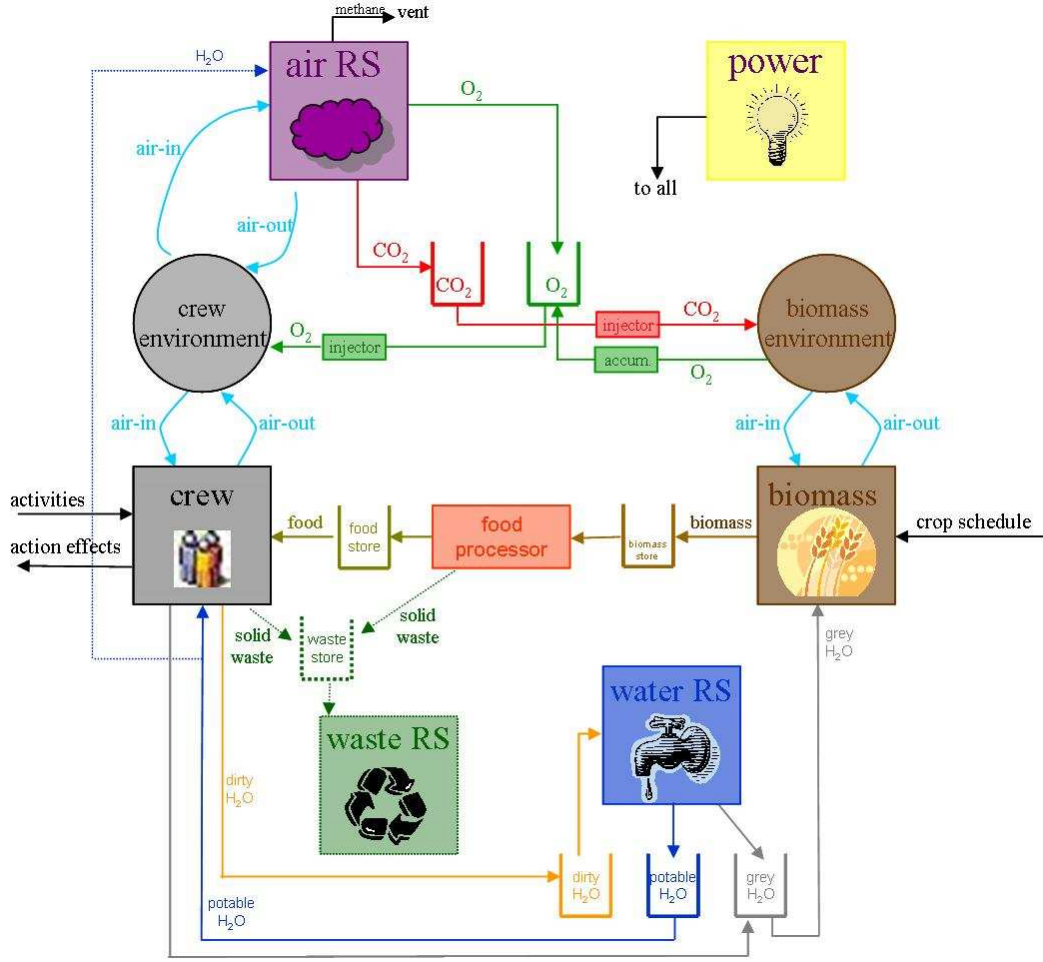 methane
vent
H₂O
air RS
O₂
power
air-in
to all
air-out
CO₂
CO₂
O₂
crew
environment
O₂
injector
injector
CO₂
biomass
environment
accum.
O₂
air-in
air-out
air-in
air-out
activities
crew
food
food
store
food
processor
biomass
store
biomass
biomass
crop schedule
action effects
solid
waste
waste
store
solid
waste
grey
H₂O
water RS
waste RS
dirty
H₂O
dirty
H₂O
potable
H₂O
grey
H₂O
potable
H₂O